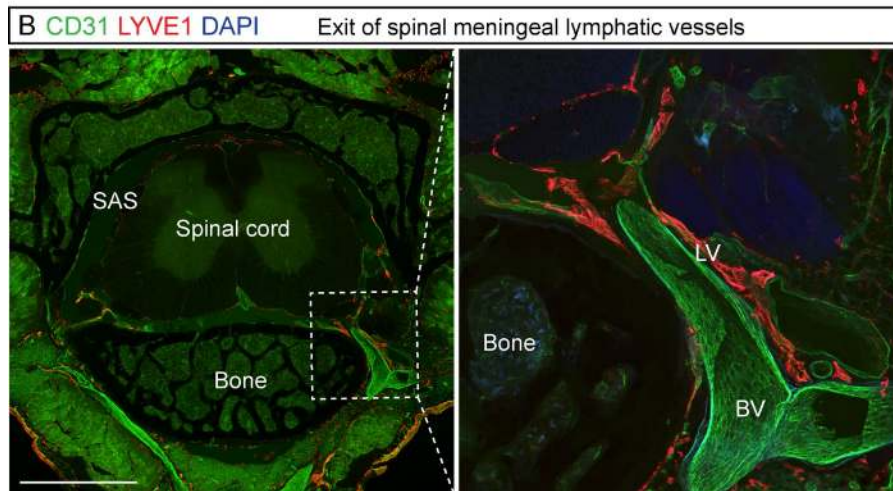 B CD31 LYVE1 DAPI Exit of spinal meningeal lymphatic vessels
SAS
Spinal cord
Bone
LV
Bone
BV